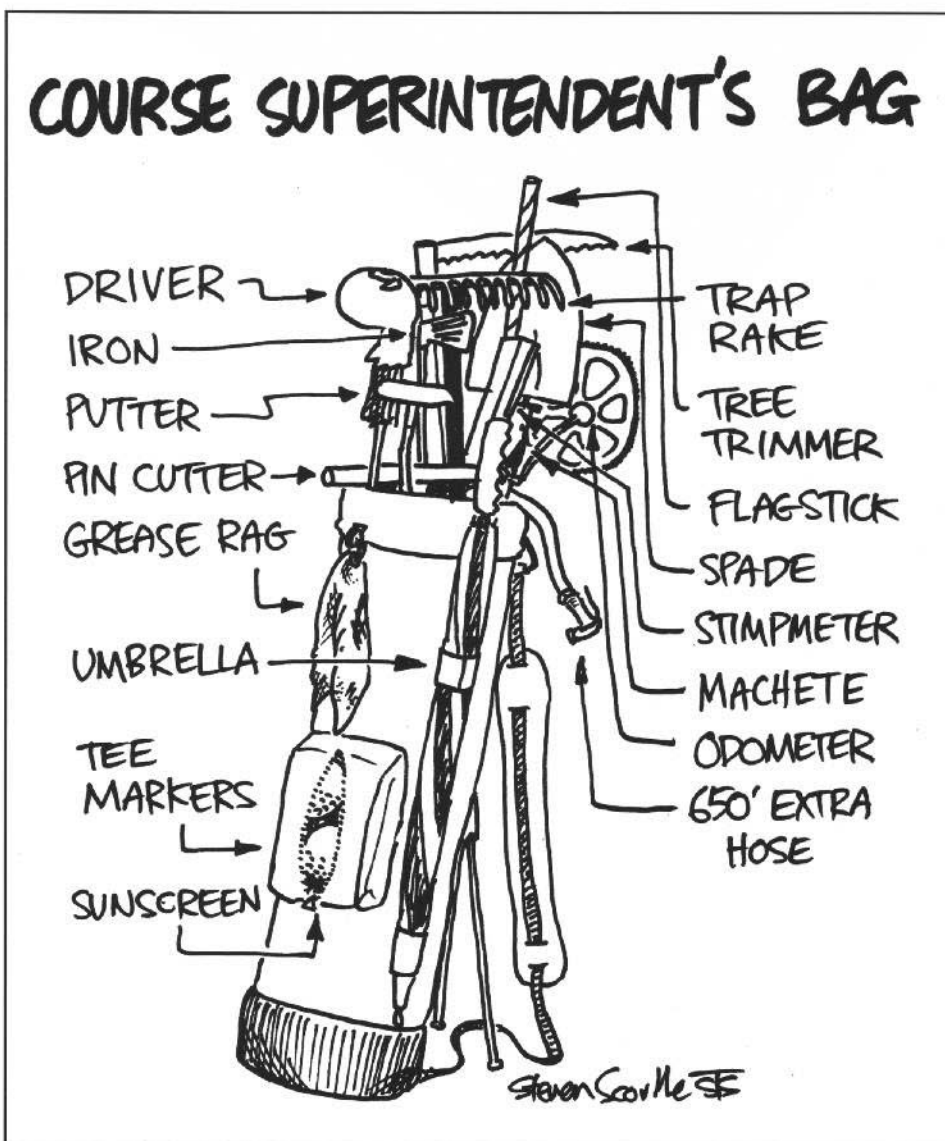 COURSE SUPERINTENDENT'S BAG
DRIVER
IRON
PUTTER
PIN CUTTER
GREASE RAG
UMBRELLA
TEE
MARKERS
SUNSCREEN
TRAP
RAKE
TREE
TRIMMER
FLAGSTICK
SPADE
STIMPMETER
MACHETE
ODOMETER
650' EXTRA
HOSE
Steven